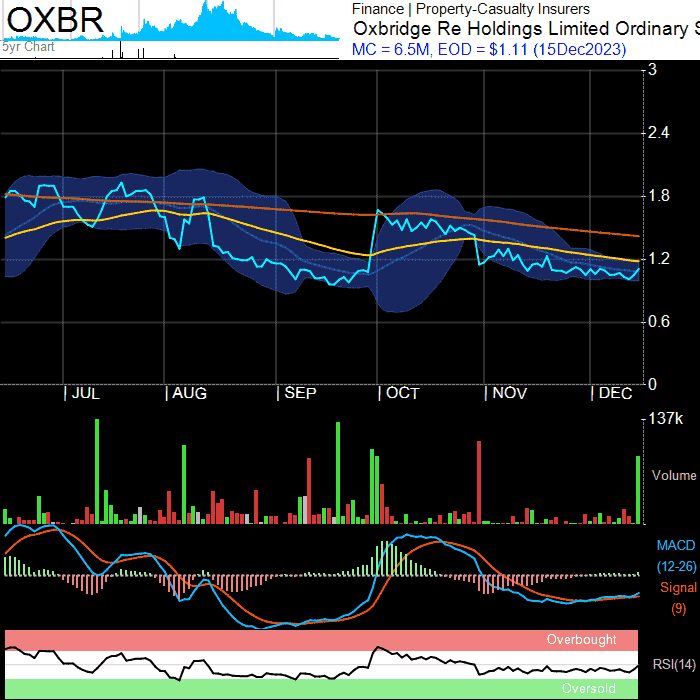 OXBR
5yr Chart
Finance | Property-Casualty Insurers
Oxbridge Re Holdings Limited Ordinary S
MC = 6.5M, EOD = $1.11 (15Dec2023)
3
2.4
1.8
1.2
0.6
0
JUL AUG SEP OCT NOV DEC
137k
Volume
MACD
(12-26)
Signal
(9)
Overbought
RSI(14)
Oversold